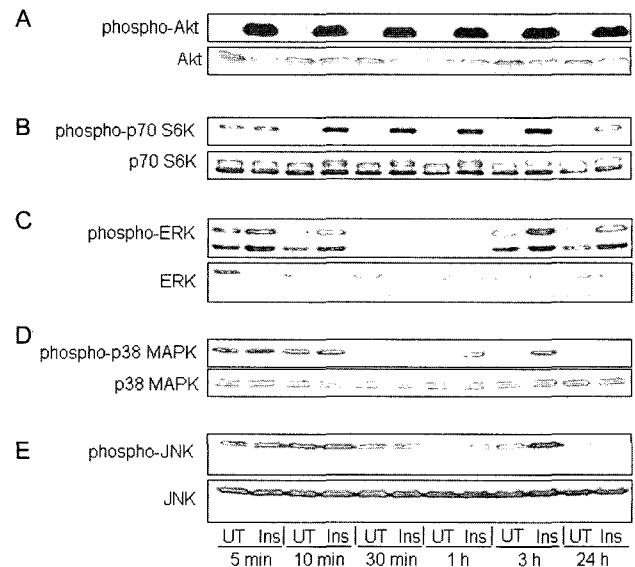 A phospho-Akt
Akt
B phospho-p70 S6K
p70 S6K
C phospho-ERK
ERK
D phospho-p38 MAPK
p38 MAPK
E phospho-JNK
JNK
UT Ins UT Ins UT Ins UT Ins UT Ins UT Ins
5 min 10 min 30 min 1 h 3 h 24 h